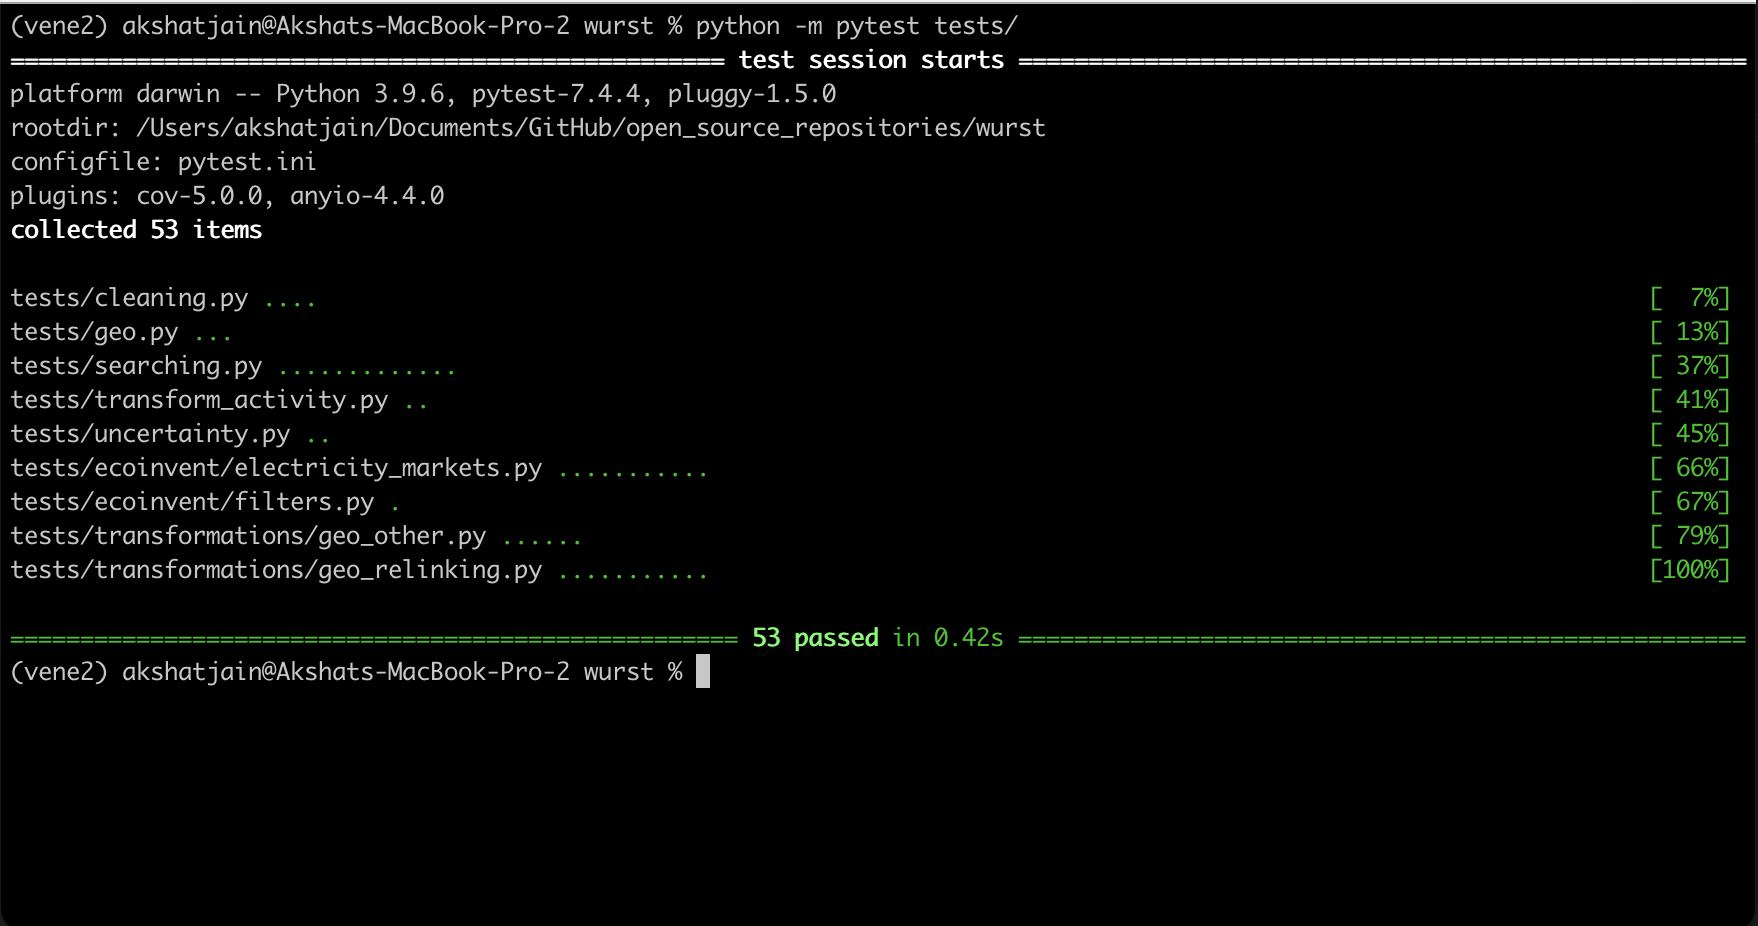 (vene2) akshatjain@Akshats-MacBook-Pro-2 wurst % python -m pytest tests/
=================================================== test session starts ====================================================
platform darwin -- Python 3.9.6, pytest-7.4.4, pluggy-1.5.0
rootdir: /Users/akshatjain/Documents/GitHub/open_source_repositories/wurst
configfile: pytest.ini
plugins: cov-5.0.0, anyio-4.4.0
collected 53 items
tests/cleaning.py .... [  7%]
tests/geo.py ... [ 13%]
tests/searching.py ............. [ 37%]
tests/transform_activity.py .. [ 41%]
tests/uncertainty.py .. [ 45%]
tests/ecoinvent/electricity_markets.py ........... [ 66%]
tests/ecoinvent/filters.py . [ 67%]
tests/transformations/geo_other.py ...... [ 79%]
tests/transformations/geo_relinking.py ........... [100%]
==================================================== 53 passed in 0.42s ====================================================
(vene2) akshatjain@Akshats-MacBook-Pro-2 wurst %